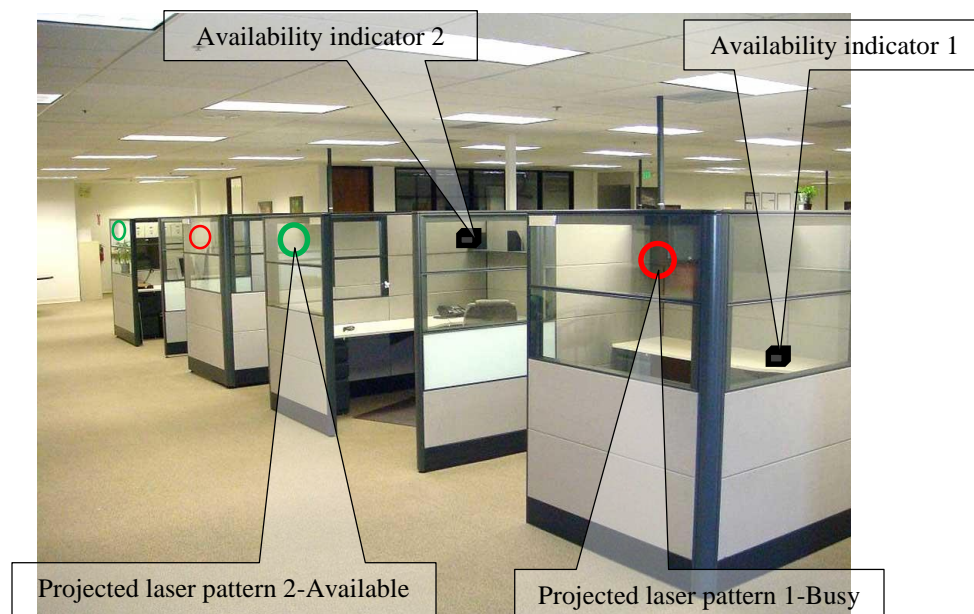 Availability indicator 2
Availability indicator 1
Projected laser pattern 2-Available
Projected laser pattern 1-Busy